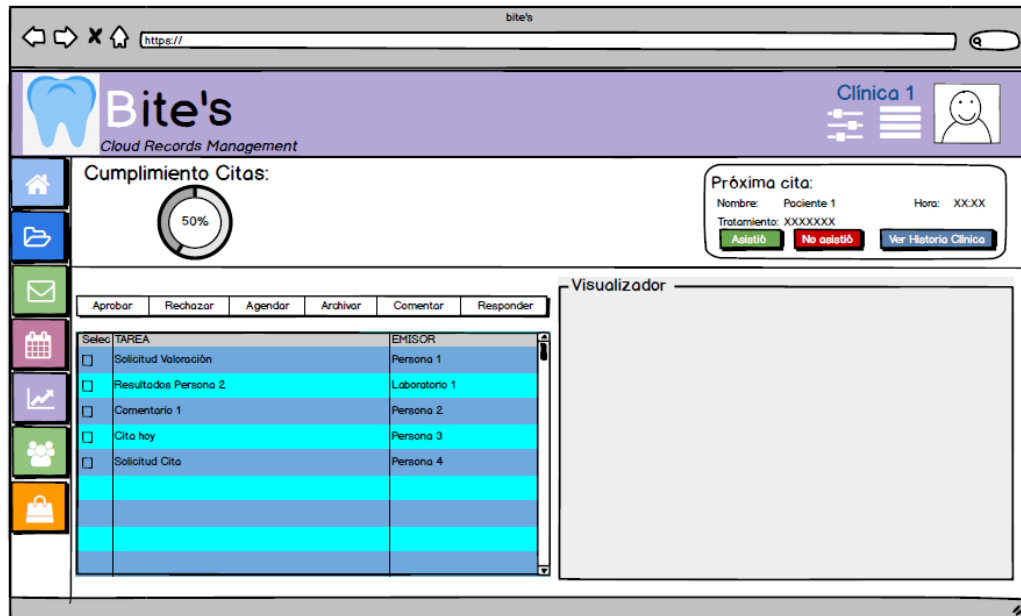 bite's
https://
Bite's
Cloud Records Management
Clínica 1
Cumplimiento Citas:
50%
Próxima cita:
Nombre: Paciente 1 Hora: XX:XX
Tratamiento: XXXXXXX
Asistió No asistió Ver Historia Clínica
Aprobar Rechazar Agendar Archivar Comentar Responder
Visualizador
Selec TAREA EMISOR
Solicitud Valoración Persona 1
Resultados Persona 2 Laboratorio 1
Comentario 1 Persona 2
Cita hoy Persona 3
Solicitud Cita Persona 4